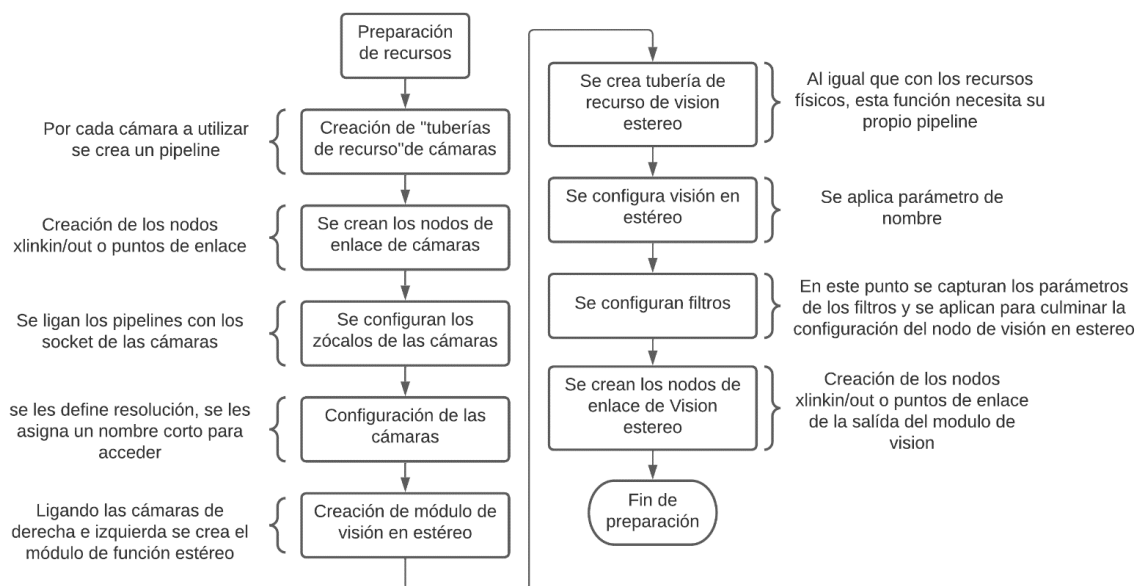 Preparación
de recursos
Por cada cámara a utilizar
se crea un pipeline
Creación de "tuberías
de recurso"de cámaras
Creación de los nodos
xlinkin/out o puntos de enlace
Se crean los nodos de
enlace de cámaras
Se ligan los pipelines con los
socket de las cámaras
Se configuran los
zócalos de las cámaras
se les define resolución, se les
asigna un nombre corto para
acceder
Configuración de las
cámaras
Ligando las cámaras de
derecha e izquierda se crea el
módulo de función estéreo
Creación de módulo de
visión en estéreo
Se crea tubería de
recurso de vision
estereo
Al igual que con los recursos
físicos, esta función necesita su
propio pipeline
Se configura visión en
estéreo
Se aplica parámetro de
nombre
Se configuran filtros
En este punto se capturan los parámetros
de los filtros y se aplican para culminar la
configuración del nodo de visión en estereo
Se crean los nodos de
enlace de Vision
estereo
Creación de los nodos
xlinkin/out o puntos de enlace
de la salída del modulo de
vision
Fin de
preparación